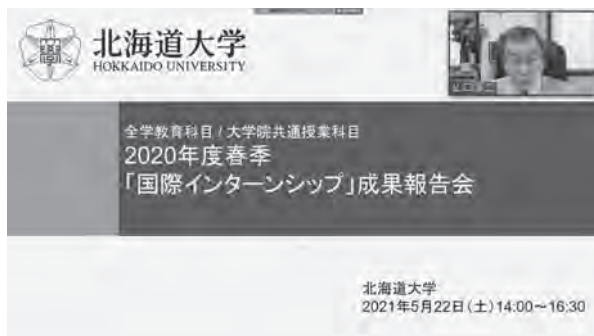 北海道大学
HOKKAIDO UNIVERSITY
全学教育科目 / 大学院共通授業科目
2020年度春季
「国際インターンシップ」成果報告会
北海道大学
2021年5月22日(土)14:00~16:30